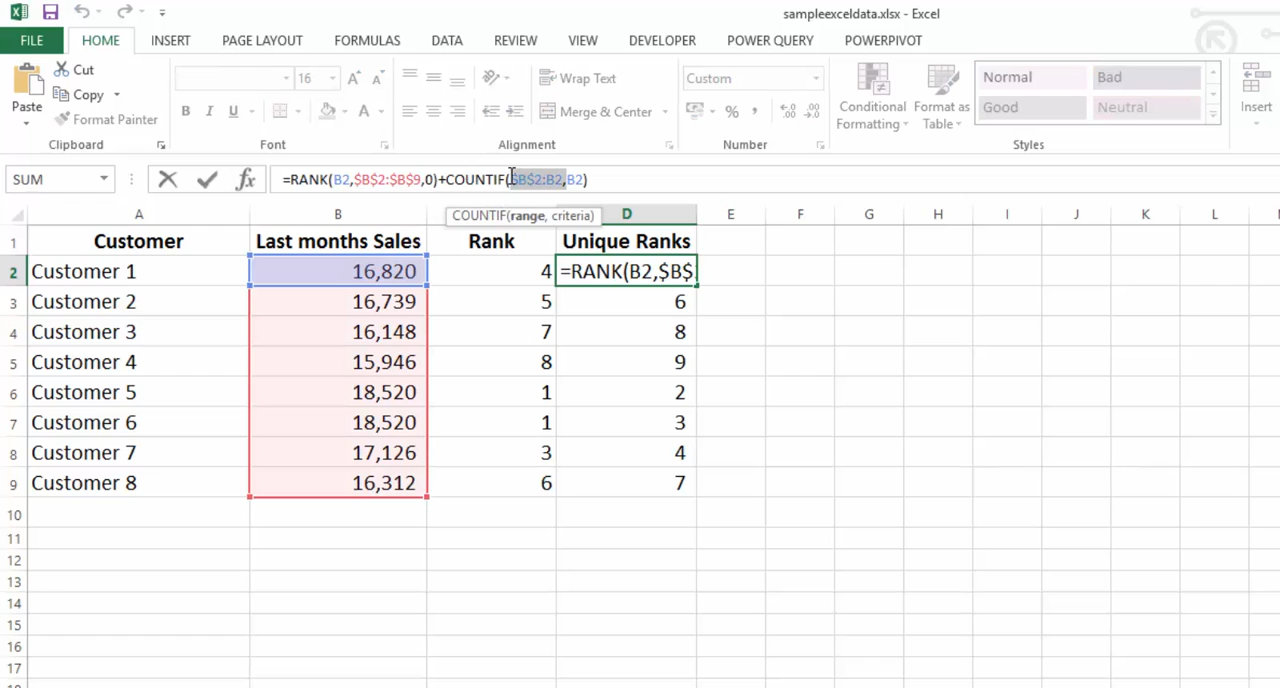 sampleexceldata.xlsx - Excel
FILE HOME INSERT PAGE LAYOUT FORMULAS DATA REVIEW VIEW DEVELOPER POWER QUERY POWERPIVOT
Paste Cut Copy Format Painter
16 A A
B I U A
Wrap Text
Merge & Center
Custom
% ,
Conditional Formatting
Format as Table
Normal Bad
Good Neutral
Insert
Clipboard Font Alignment Number Styles
SUM fx =RANK(B2,$B$2:$B$9,0)+COUNTIF($B$2:B2,B2)
COUNTIF(range, criteria)
A B D E F G H I J K L
1 Customer Last months Sales Rank Unique Ranks
2 Customer 1 16,820 4 =RANK(B2,$B$
3 Customer 2 16,739 5 6
4 Customer 3 16,148 7 8
5 Customer 4 15,946 8 9
6 Customer 5 18,520 1 2
7 Customer 6 18,520 1 3
8 Customer 7 17,126 3 4
9 Customer 8 16,312 6 7
10
11
12
13
14
15
16
17